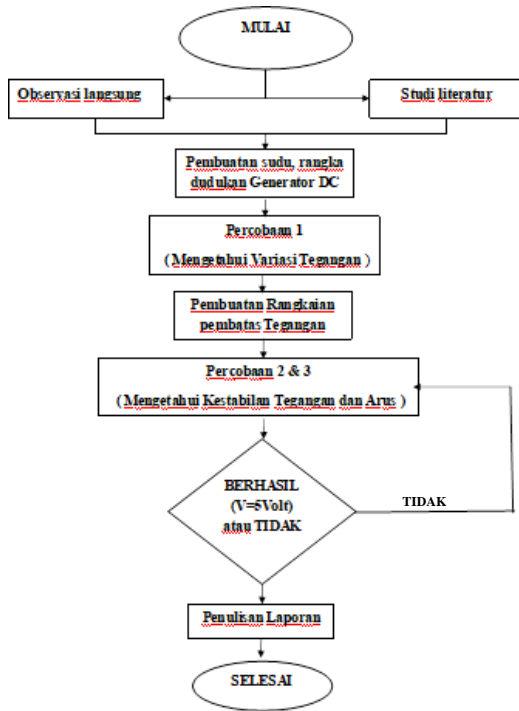 MULAI
Observasi langsung
Studi literatur
Pembuatan sudu, rangka
dudukan Generator DC
Percobaan 1
( Mengetahui Variasi Tegangan )
Pembuatan Rangkaian
pembatas Tegangan
Percobaan 2 & 3
( Mengetahui Kestabilan Tegangan dan Arus )
BERHASIL
(V=5Volt)
atau TIDAK
TIDAK
Penulisan Laporan
SELESAI